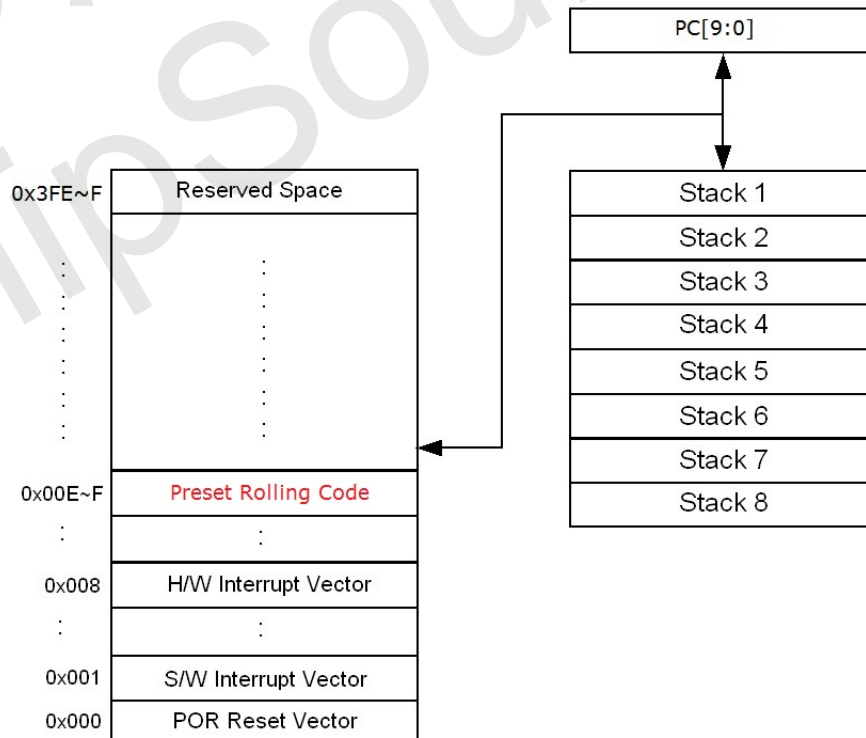 PC[9:0]
0x3FE~F Reserved Space
0x00E~F Preset Rolling Code
0x008 H/W Interrupt Vector
0x001 S/W Interrupt Vector
0x000 POR Reset Vector
Stack 1
Stack 2
Stack 3
Stack 4
Stack 5
Stack 6
Stack 7
Stack 8